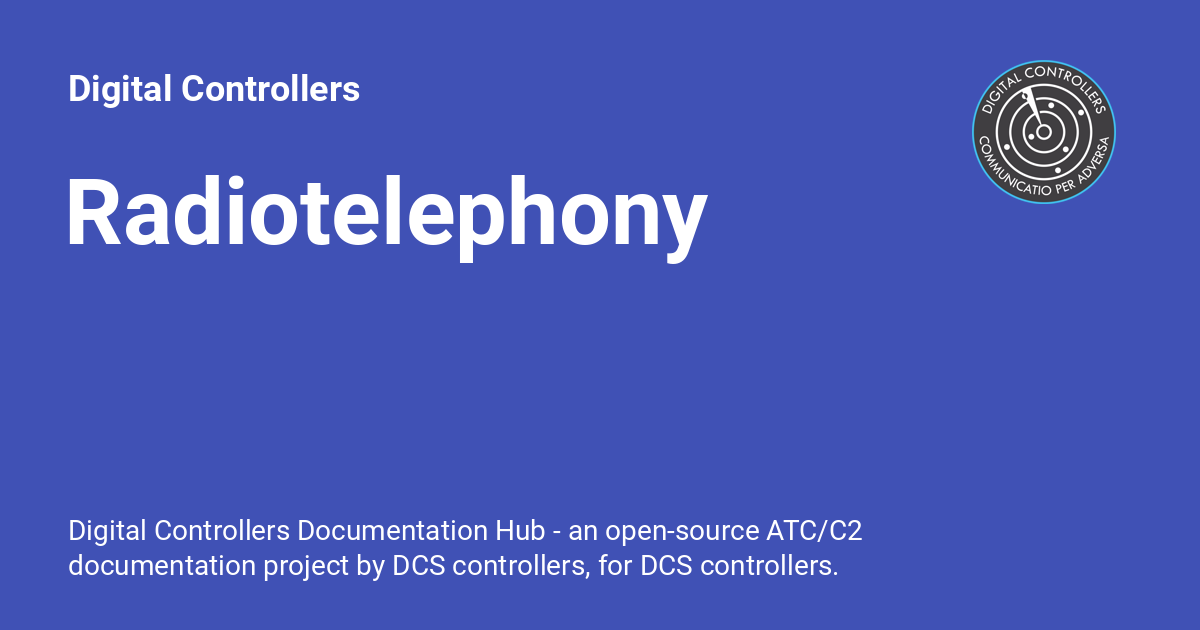 Digital Controllers
DIGITAL CONTROLLERS
COMMUNICATIO PER ADVERSA
Radiotelephony
Digital Controllers Documentation Hub - an open-source ATC/C2
documentation project by DCS controllers, for DCS controllers.